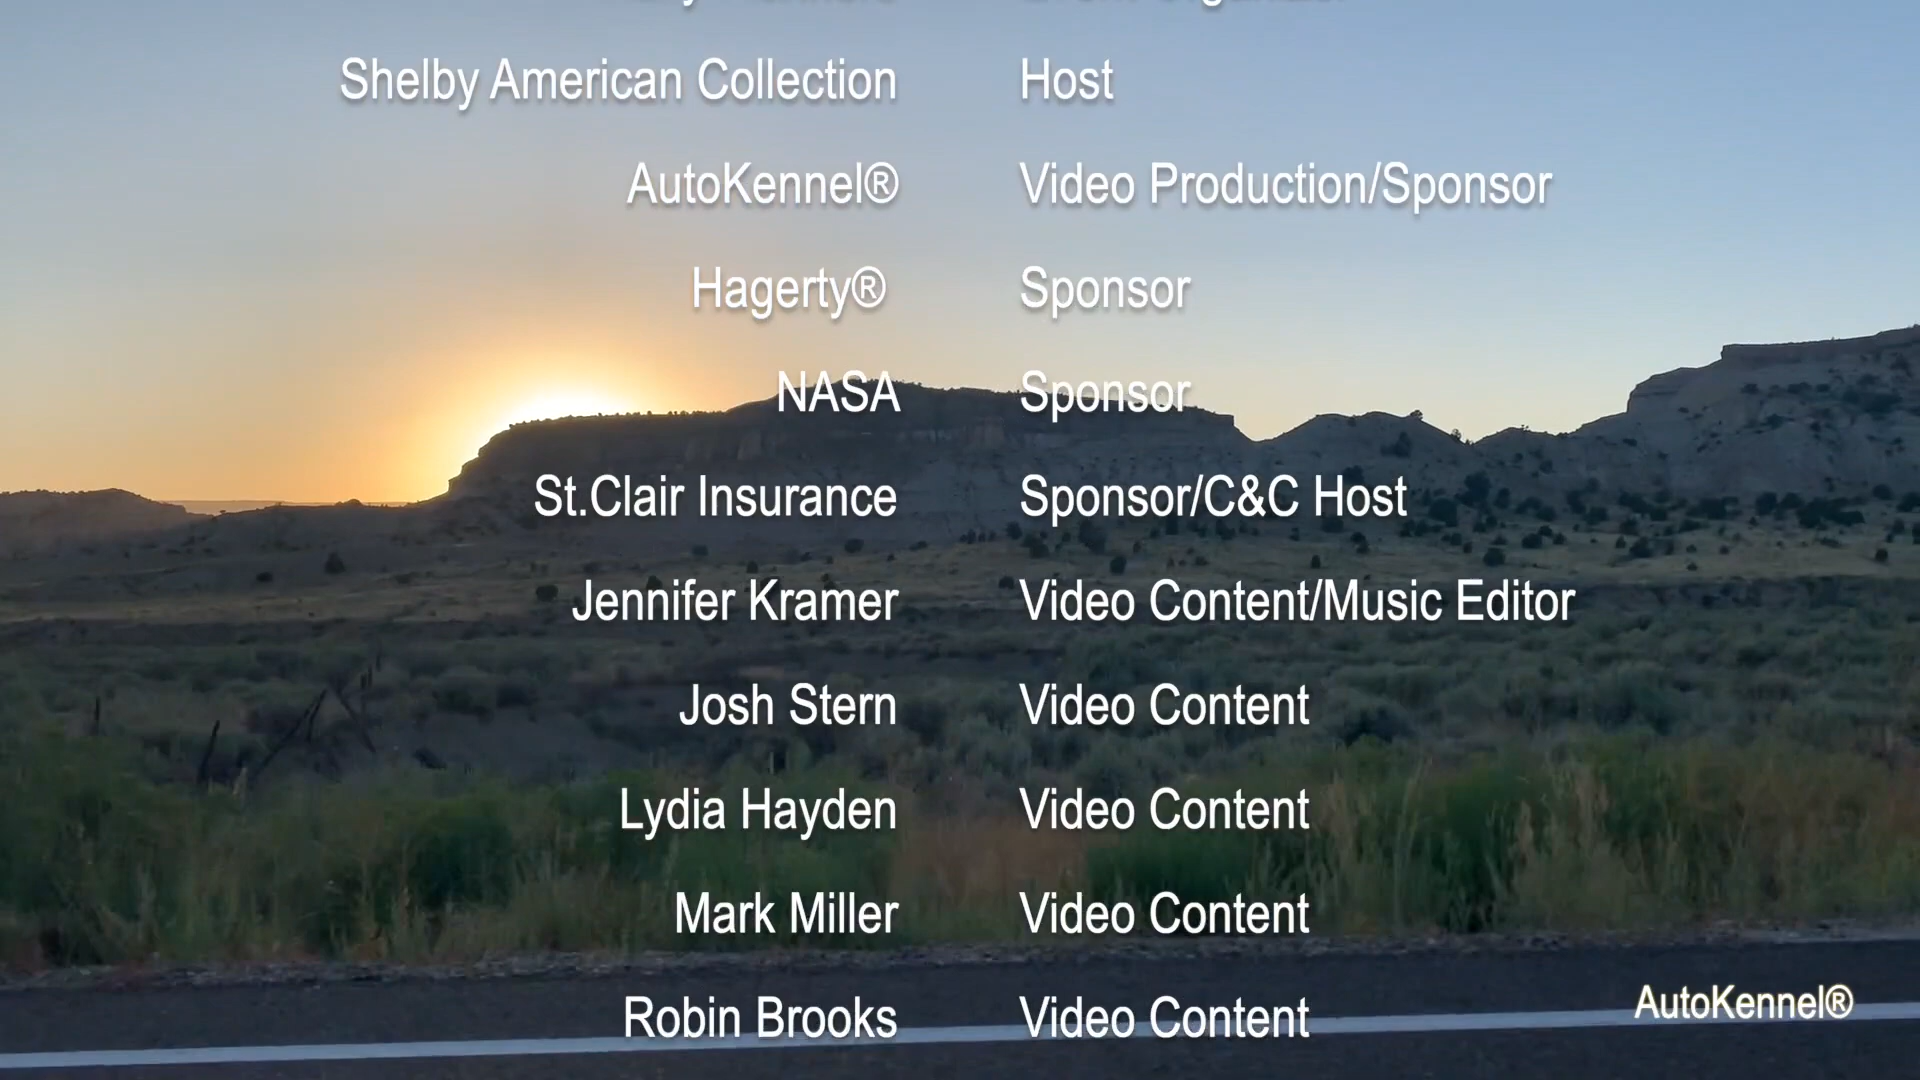 Shelby American Collection Host
AutoKennel® Video Production/Sponsor
Hagerty® Sponsor
NASA Sponsor
St.Clair Insurance Sponsor/C&C Host
Jennifer Kramer Video Content/Music Editor
Josh Stern Video Content
Lydia Hayden Video Content
Mark Miller Video Content
Robin Brooks Video Content
AutoKennel®